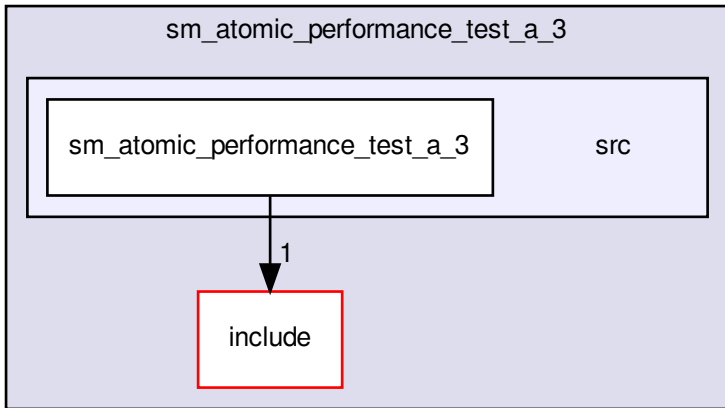 sm_atomic_performance_test_a_3
sm_atomic_performance_test_a_3
src
1
include